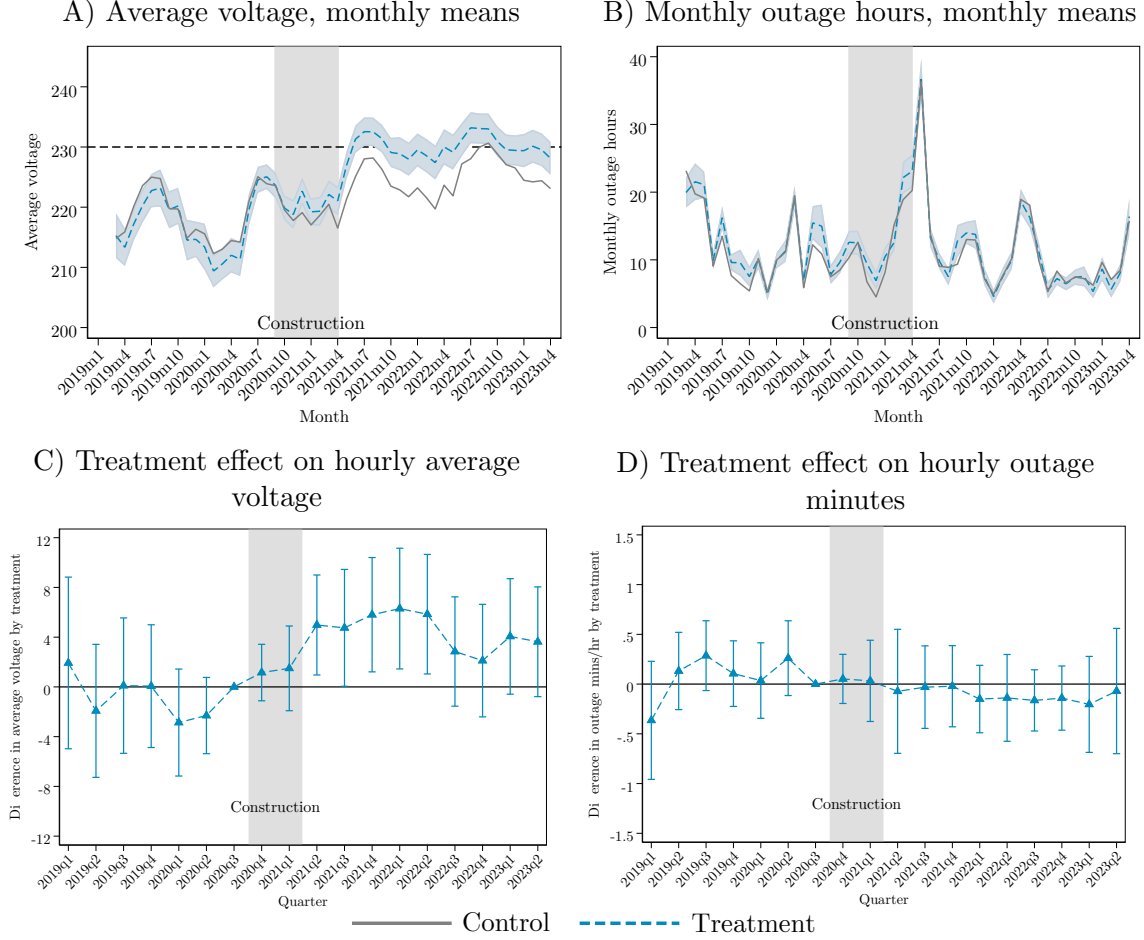 A) Average voltage, monthly means
Average voltage
240
230
220
210
200
Construction
2019m1
2019m4
2019m7
2019m10
2020m1
2020m4
2020m7
2020m10
2021m1
2021m4
2021m7
2021m10
2022m1
2022m4
2022m7
2022m10
2023m1
2023m4
Month
B) Monthly outage hours, monthly means
Monthly outage hours
40
30
20
10
0
Construction
2019m1
2019m4
2019m7
2019m10
2020m1
2020m4
2020m7
2020m10
2021m1
2021m4
2021m7
2021m10
2022m1
2022m4
2022m7
2022m10
2023m1
2023m4
Month
C) Treatment effect on hourly average
voltage
Di erence in average voltage by treatment
12
8
4
0
-4
-8
-12
Construction
2019q1
2019q2
2019q3
2019q4
2020q1
2020q2
2020q3
2020q4
2021q1
2021q2
2021q3
2021q4
2022q1
2022q2
2022q3
2022q4
2023q1
2023q2
Quarter
D) Treatment effect on hourly outage
minutes
Di erence in outage mins/hr by treatment
1.5
1
.5
0
-.5
-1
-1.5
Construction
2019q1
2019q2
2019q3
2019q4
2020q1
2020q2
2020q3
2020q4
2021q1
2021q2
2021q3
2021q4
2022q1
2022q2
2022q3
2022q4
2023q1
2023q2
Quarter
Control
Treatment